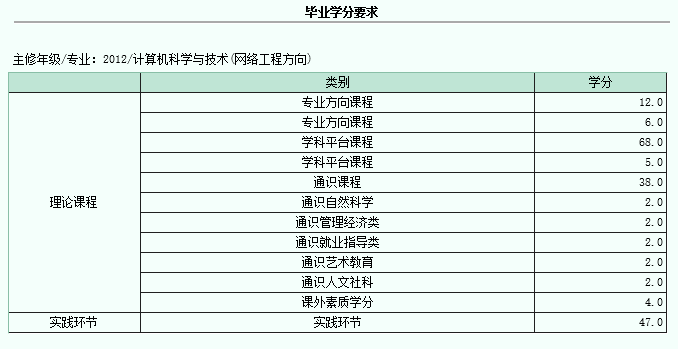 毕业学分要求
主修年级/专业：2012/计算机科学与技术(网络工程方向)
类别 学分
专业方向课程 12.0
专业方向课程 6.0
学科平台课程 68.0
学科平台课程 5.0
通识课程 38.0
理论课程 通识自然科学 2.0
通识管理经济类 2.0
通识就业指导类 2.0
通识艺术教育 2.0
通识人文社科 2.0
课外素质学分 4.0
实践环节 实践环节 47.0